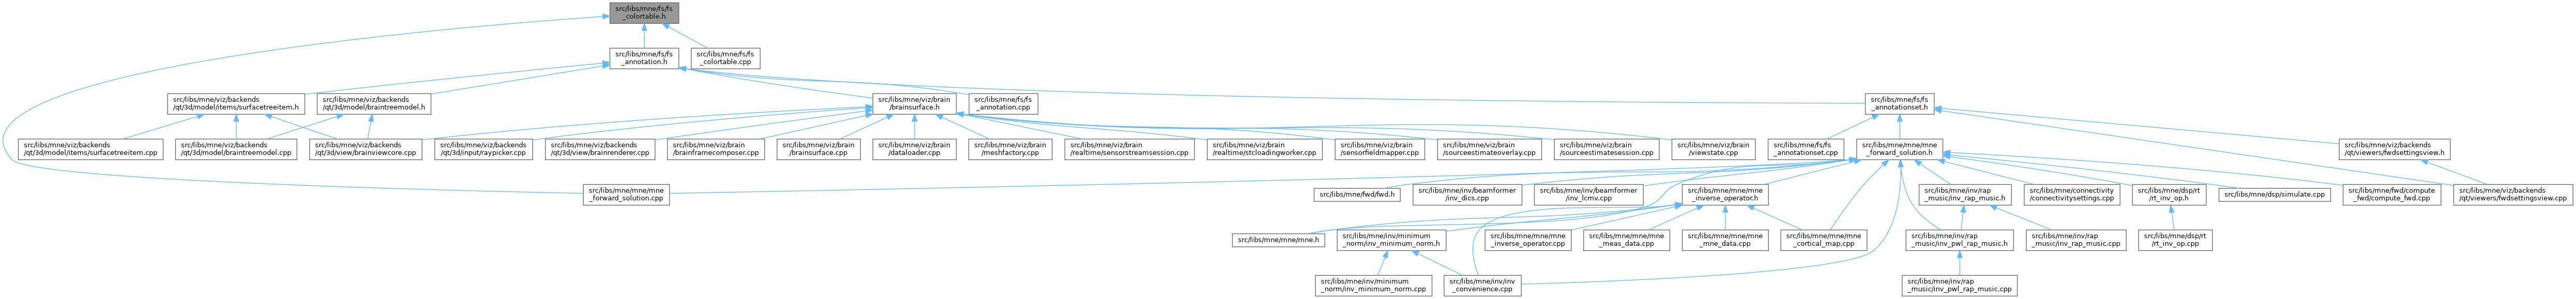 src/libs/mne/fs/fs
_colortable.h
src/libs/mne/fs/fs
_annotation.h
src/libs/mne/fs/fs
_colortable.cpp
src/libs/mne/viz/backends
/qt/3d/model/items/surfacetreeitem.h
src/libs/mne/viz/backends
/qt/3d/model/braintreemodel.h
src/libs/mne/viz/brain
/brainsurface.h
src/libs/mne/fs/fs
_annotation.cpp
src/libs/mne/fs/fs
_annotationset.h
src/libs/mne/viz/backends
/qt/3d/model/items/surfacetreeitem.cpp
src/libs/mne/viz/backends
/qt/3d/model/braintreemodel.cpp
src/libs/mne/viz/backends
/qt/3d/view/brainviewcore.cpp
src/libs/mne/viz/backends
/qt/3d/input/raypicker.cpp
src/libs/mne/viz/backends
/qt/3d/view/brainrenderer.cpp
src/libs/mne/viz/brain
/brainframecomposer.cpp
src/libs/mne/viz/brain
/brainsurface.cpp
src/libs/mne/viz/brain
/dataloader.cpp
src/libs/mne/viz/brain
/meshfactory.cpp
src/libs/mne/viz/brain
/realtime/sensorstreamsession.cpp
src/libs/mne/viz/brain
/realtime/stcloadingworker.cpp
src/libs/mne/viz/brain
/sensorfieldmapper.cpp
src/libs/mne/viz/brain
/sourceestimateoverlay.cpp
src/libs/mne/viz/brain
/sourceestimatesession.cpp
src/libs/mne/viz/brain
/viewstate.cpp
src/libs/mne/fs/fs
_annotationset.cpp
src/libs/mne/mne/mne
_forward_solution.h
src/libs/mne/viz/backends
/qt/viewers/fwdsettingsview.h
src/libs/mne/mne/mne
_forward_solution.cpp
src/libs/mne/fwd/fwd.h
src/libs/mne/inv/beamformer
/inv_dics.cpp
src/libs/mne/inv/beamformer
/inv_lcmv.cpp
src/libs/mne/mne/mne
_inverse_operator.h
src/libs/mne/inv/rap
_music/inv_rap_music.h
src/libs/mne/connectivity
/connectivitysettings.cpp
src/libs/mne/dsp/rt
/rt_inv_op.h
src/libs/mne/dsp/simulate.cpp
src/libs/mne/fwd/compute
_fwd/compute_fwd.cpp
src/libs/mne/viz/backends
/qt/viewers/fwdsettingsview.cpp
src/libs/mne/mne/mne.h
src/libs/mne/inv/minimum
_norm/inv_minimum_norm.h
src/libs/mne/mne/mne
_inverse_operator.cpp
src/libs/mne/mne/mne
_meas_data.cpp
src/libs/mne/mne/mne
_mne_data.cpp
src/libs/mne/mne/mne
_cortical_map.cpp
src/libs/mne/inv/rap
_music/inv_pwl_rap_music.h
src/libs/mne/inv/rap
_music/inv_rap_music.cpp
src/libs/mne/dsp/rt
/rt_inv_op.cpp
src/libs/mne/inv/minimum
_norm/inv_minimum_norm.cpp
src/libs/mne/inv/inv
_convenience.cpp
src/libs/mne/inv/rap
_music/inv_pwl_rap_music.cpp